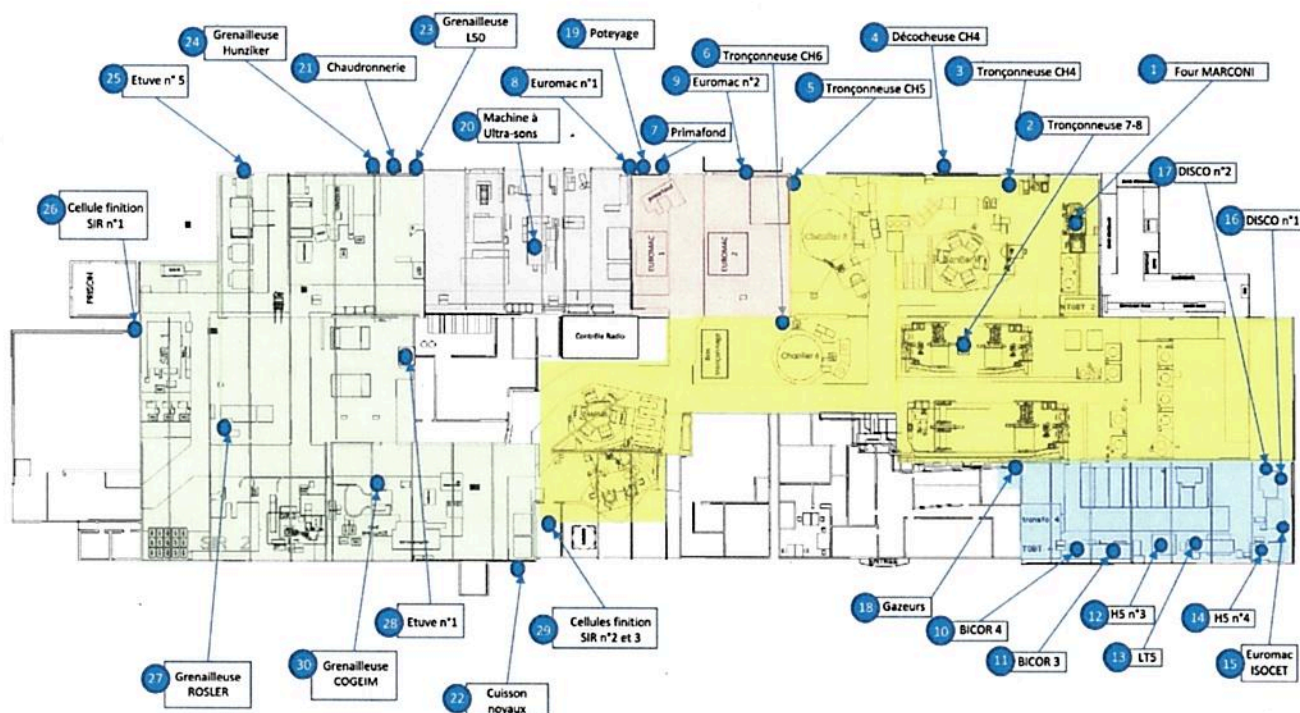 23 Grenailleuse
L50
24 Grenailleuse
Hunziker
19 Poteyage
6 Tronçonneuse CH6
4 Décocheuse CH4
21 Chaudronnerie
25 Etuve n° 5
8 Euromac n°1
9 Euromac n°2
5 Tronçonneuse CH5
3 Tronçonneuse CH4
1 Four MARCONI
20 Machine à
Ultra-sons
7 Primafond
2 Tronçonneuse 7-8
17 DISCO n°2
16 DISCO n°1
26 Cellule finition
SIR n°1
PRISON
EUROMAC
1
EUROMAC
2
Contrôle Radio
Chantier 6
SIR 2
transfo 4
18 Gazeurs
10 BICOR 4
11 BICOR 3
12 H5 n°3
13 LT5
14 H5 n°4
15 Euromac
ISOCET
28 Etuve n°1
29 Cellules finition
SIR n°2 et 3
27 Grenailleuse
ROSLER
30 Grenailleuse
COGEIM
22 Cuisson
noyaux